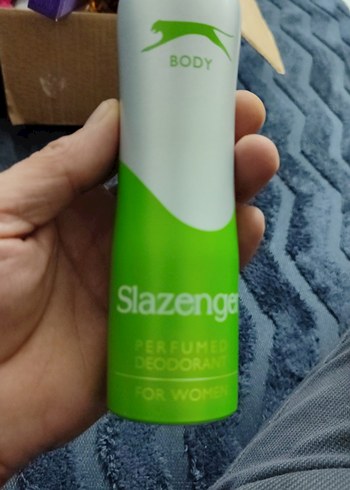 BODY
Slazenger
PERFUMED
DEODORANT
FOR WOMEN